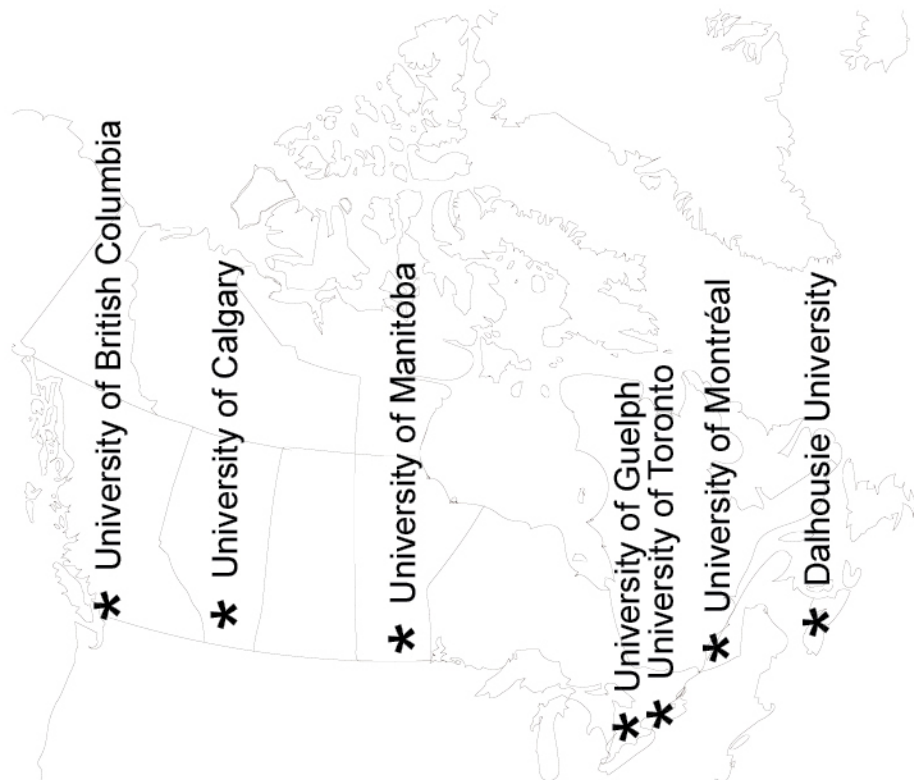 * University of British Columbia
* University of Calgary
* University of Manitoba
* University of Guelph
* University of Toronto
* University of Montréal
* Dalhousie University